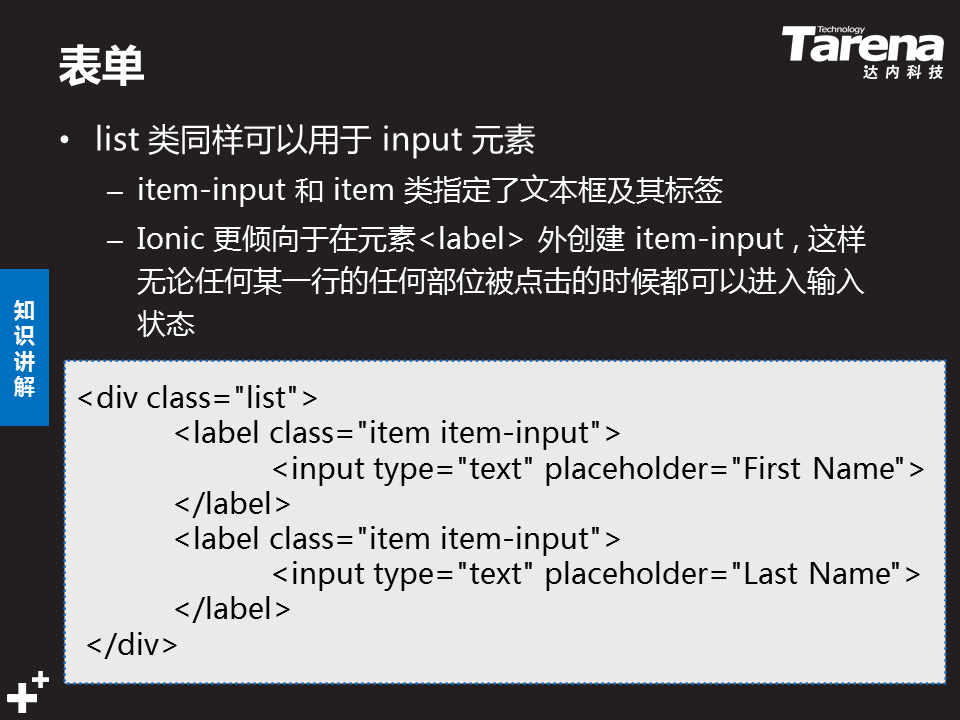 表单
Technology
Tarena
达内科技
• list 类同样可以用于 input 元素
– item-input 和 item 类指定了文本框及其标签
– Ionic 更倾向于在元素<label> 外创建 item-input , 这样
无论任何某一行的任何部位被点击的时候都可以进入输入
状态
知
识
讲
解
<div class="list">
<label class="item item-input">
<input type="text" placeholder="First Name">
</label>
<label class="item item-input">
<input type="text" placeholder="Last Name">
</label>
</div>